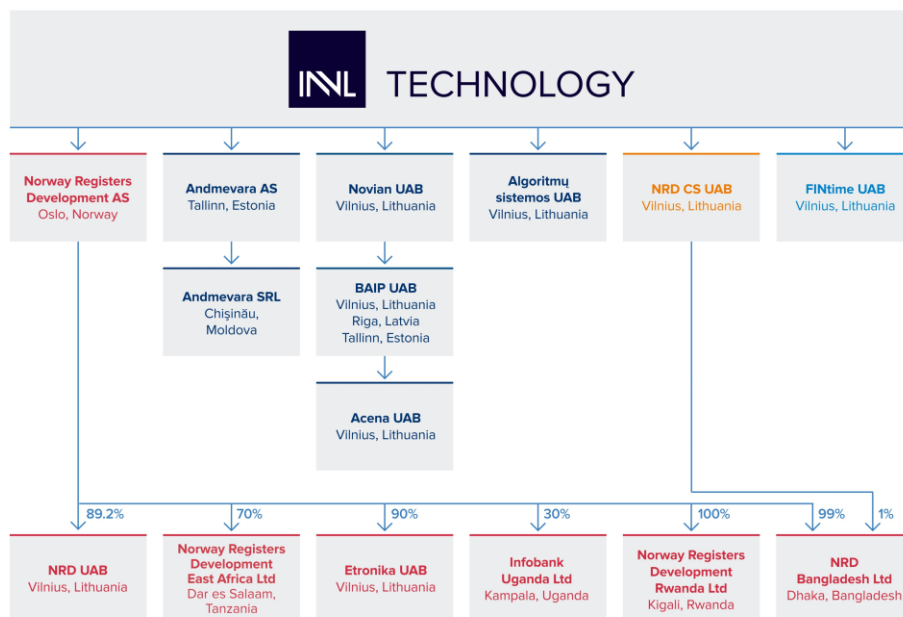 INVL TECHNOLOGY
Norway Registers
Development AS
Oslo, Norway
Andmevara AS
Tallinn, Estonia
Novian UAB
Vilnius, Lithuania
Algoritmų
sistemos UAB
Vilnius, Lithuania
NRD CS UAB
Vilnius, Lithuania
FINtime UAB
Vilnius, Lithuania
Andmevara SRL
Chişinău,
Moldova
BAIP UAB
Vilnius, Lithuania
Riga, Latvia
Tallinn, Estonia
Acena UAB
Vilnius, Lithuania
89.2%
70%
90%
30%
100%
99%
1%
NRD UAB
Vilnius, Lithuania
Norway Registers
Development
East Africa Ltd
Dar es Salaam,
Tanzania
Etronika UAB
Vilnius, Lithuania
Infobank
Uganda Ltd
Kampala, Uganda
Norway Registers
Development
Rwanda Ltd
Kigali, Rwanda
NRD
Bangladesh Ltd
Dhaka, Bangladesh